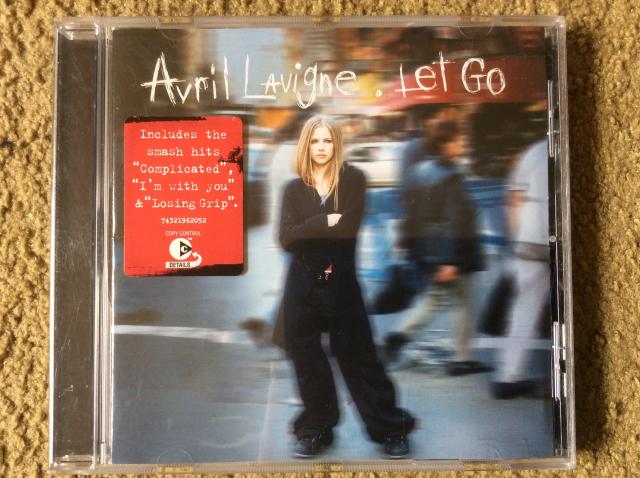 Avril Lavigne . Let Go
Includes the
smash hits
"Complicated",
"I'm with you"
& "Losing Grip".
74321962052
COPY CONTROL
DETAILS